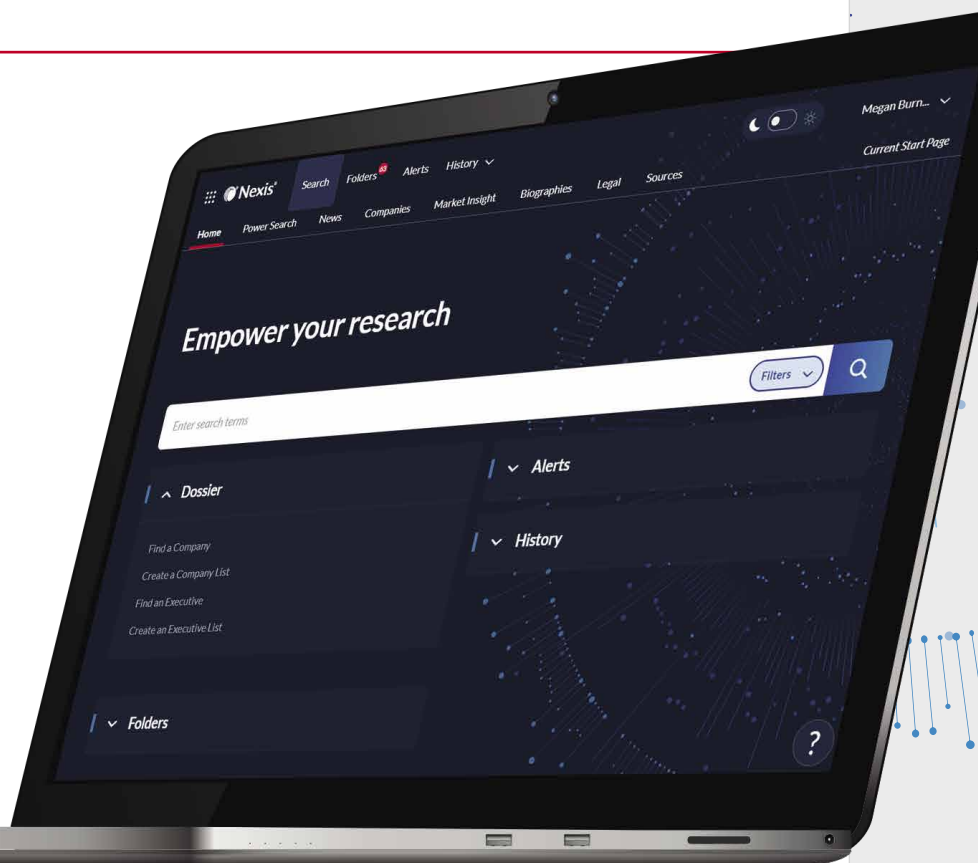 Nexis® Search Folders Alerts History Megan Burn...
Home Power Search News Companies Market Insight Biographies Legal Sources Current Start Page
Empower your research
Enter search terms Filters
Dossier
Find a Company
Create a Company List
Find an Executive
Create an Executive List
Alerts
History
Folders
?